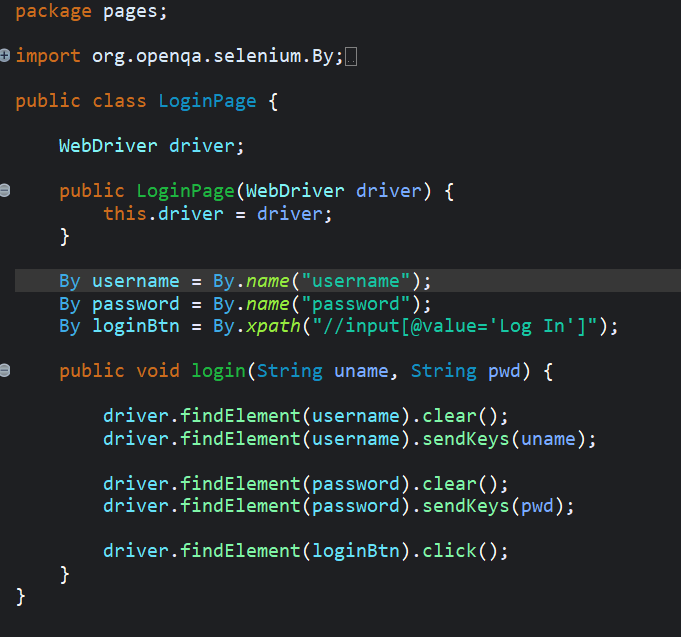 package pages;
import org.openqa.selenium.By;
public class LoginPage {
WebDriver driver;
public LoginPage(WebDriver driver) {
this.driver = driver;
}
By username = By.name("username");
By password = By.name("password");
By loginBtn = By.xpath("//input[@value='Log In']");
public void login(String uname, String pwd) {
driver.findElement(username).clear();
driver.findElement(username).sendKeys(uname);
driver.findElement(password).clear();
driver.findElement(password).sendKeys(pwd);
driver.findElement(loginBtn).click();
}
}